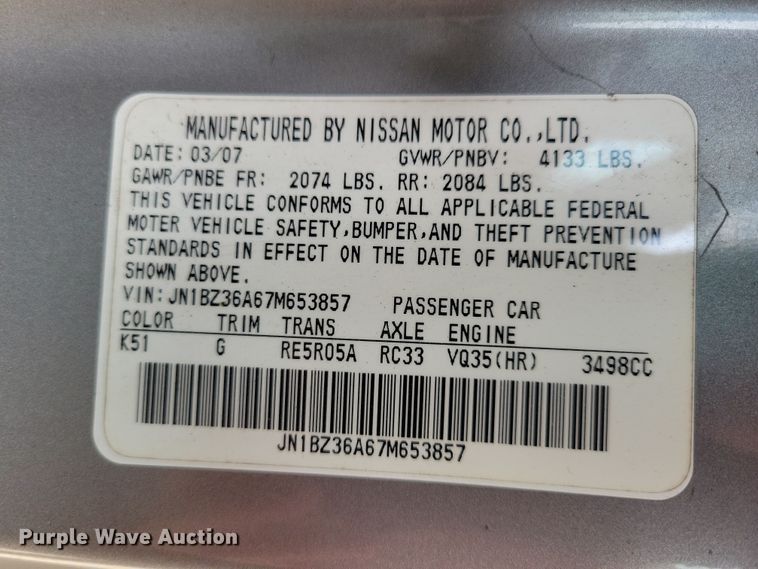 MANUFACTURED BY NISSAN MOTOR CO.,LTD.
DATE: 03/07 GVWR/PNBV: 4133 LBS.
GAWR/PNBE FR: 2074 LBS. RR: 2084 LBS.
THIS VEHICLE CONFORMS TO ALL APPLICABLE FEDERAL
MOTER VEHICLE SAFETY,BUMPER,AND THEFT PREVENTION
STANDARDS IN EFFECT ON THE DATE OF MANUFACTURE
SHOWN ABOVE.
VIN: JN1BZ36A67M653857 PASSENGER CAR
COLOR TRIM TRANS AXLE ENGINE
K51 G RE5R05A RC33 VQ35(HR) 3498CC
JN1BZ36A67M653857
Purple Wave Auction